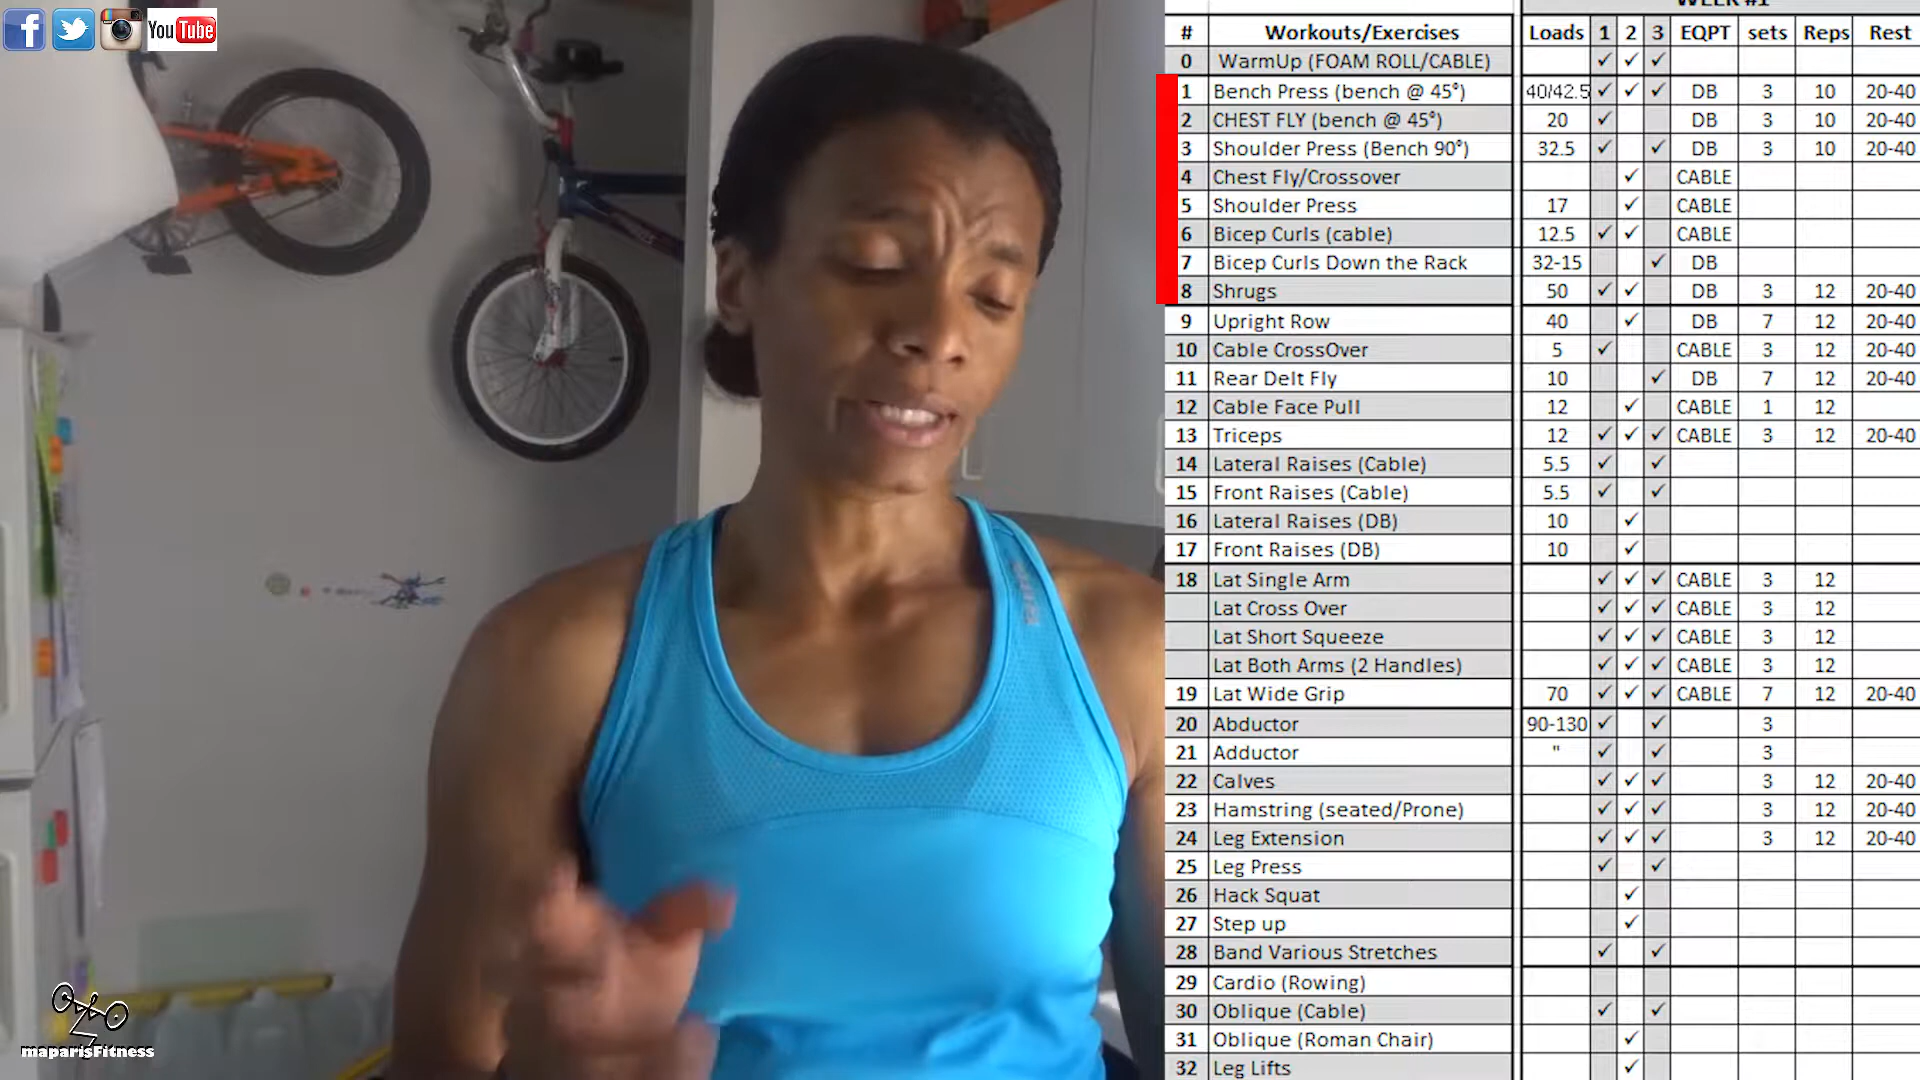 f
You Tube
WEEK #1
# Workouts/Exercises Loads 1 2 3 EQPT sets Reps Rest
0 WarmUp (FOAM ROLL/CABLE) ✓ ✓ ✓
1 Bench Press (bench @ 45°) 40/42.5 ✓ ✓ ✓ DB 3 10 20-40
2 CHEST FLY (bench @ 45°) 20 ✓ DB 3 10 20-40
3 Shoulder Press (Bench 90°) 32.5 ✓ ✓ DB 3 10 20-40
4 Chest Fly/Crossover ✓ CABLE
5 Shoulder Press 17 ✓ CABLE
6 Bicep Curls (cable) 12.5 ✓ ✓ CABLE
7 Bicep Curls Down the Rack 32-15 ✓ DB
8 Shrugs 50 ✓ ✓ DB 3 12 20-40
9 Upright Row 40 ✓ DB 7 12 20-40
10 Cable CrossOver 5 ✓ CABLE 3 12 20-40
11 Rear Delt Fly 10 ✓ DB 7 12 20-40
12 Cable Face Pull 12 ✓ CABLE 1 12
13 Triceps 12 ✓ ✓ ✓ CABLE 3 12 20-40
14 Lateral Raises (Cable) 5.5 ✓ ✓
15 Front Raises (Cable) 5.5 ✓ ✓
16 Lateral Raises (DB) 10 ✓
17 Front Raises (DB) 10 ✓
18 Lat Single Arm ✓ ✓ ✓ CABLE 3 12
Lat Cross Over ✓ ✓ ✓ CABLE 3 12
Lat Short Squeeze ✓ ✓ ✓ CABLE 3 12
Lat Both Arms (2 Handles) ✓ ✓ ✓ CABLE 3 12
19 Lat Wide Grip 70 ✓ ✓ ✓ CABLE 7 12 20-40
20 Abductor 90-130 ✓ ✓ 3
21 Adductor " ✓ ✓ 3
22 Calves ✓ ✓ ✓ 3 12 20-40
23 Hamstring (seated/Prone) ✓ ✓ ✓ 3 12 20-40
24 Leg Extension ✓ ✓ ✓ 3 12 20-40
25 Leg Press ✓ ✓
26 Hack Squat ✓
27 Step up ✓
28 Band Various Stretches ✓ ✓
29 Cardio (Rowing)
30 Oblique (Cable) ✓ ✓
31 Oblique (Roman Chair) ✓
32 Leg Lifts ✓
maparisFitness